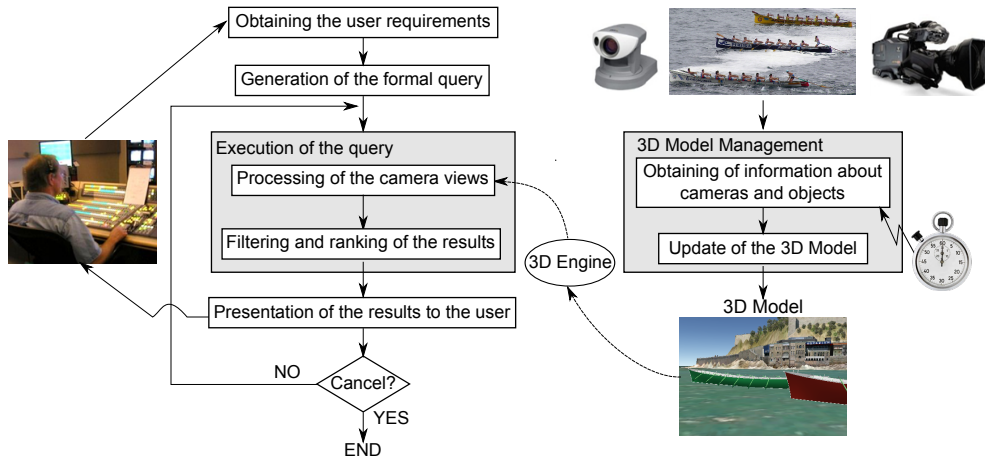 Obtaining the user requirements
Generation of the formal query
Execution of the query
Processing of the camera views
Filtering and ranking of the results
Presentation of the results to the user
NO
Cancel?
YES
END
3D Engine
3D Model Management
Obtaining of information about
cameras and objects
Update of the 3D Model
3D Model